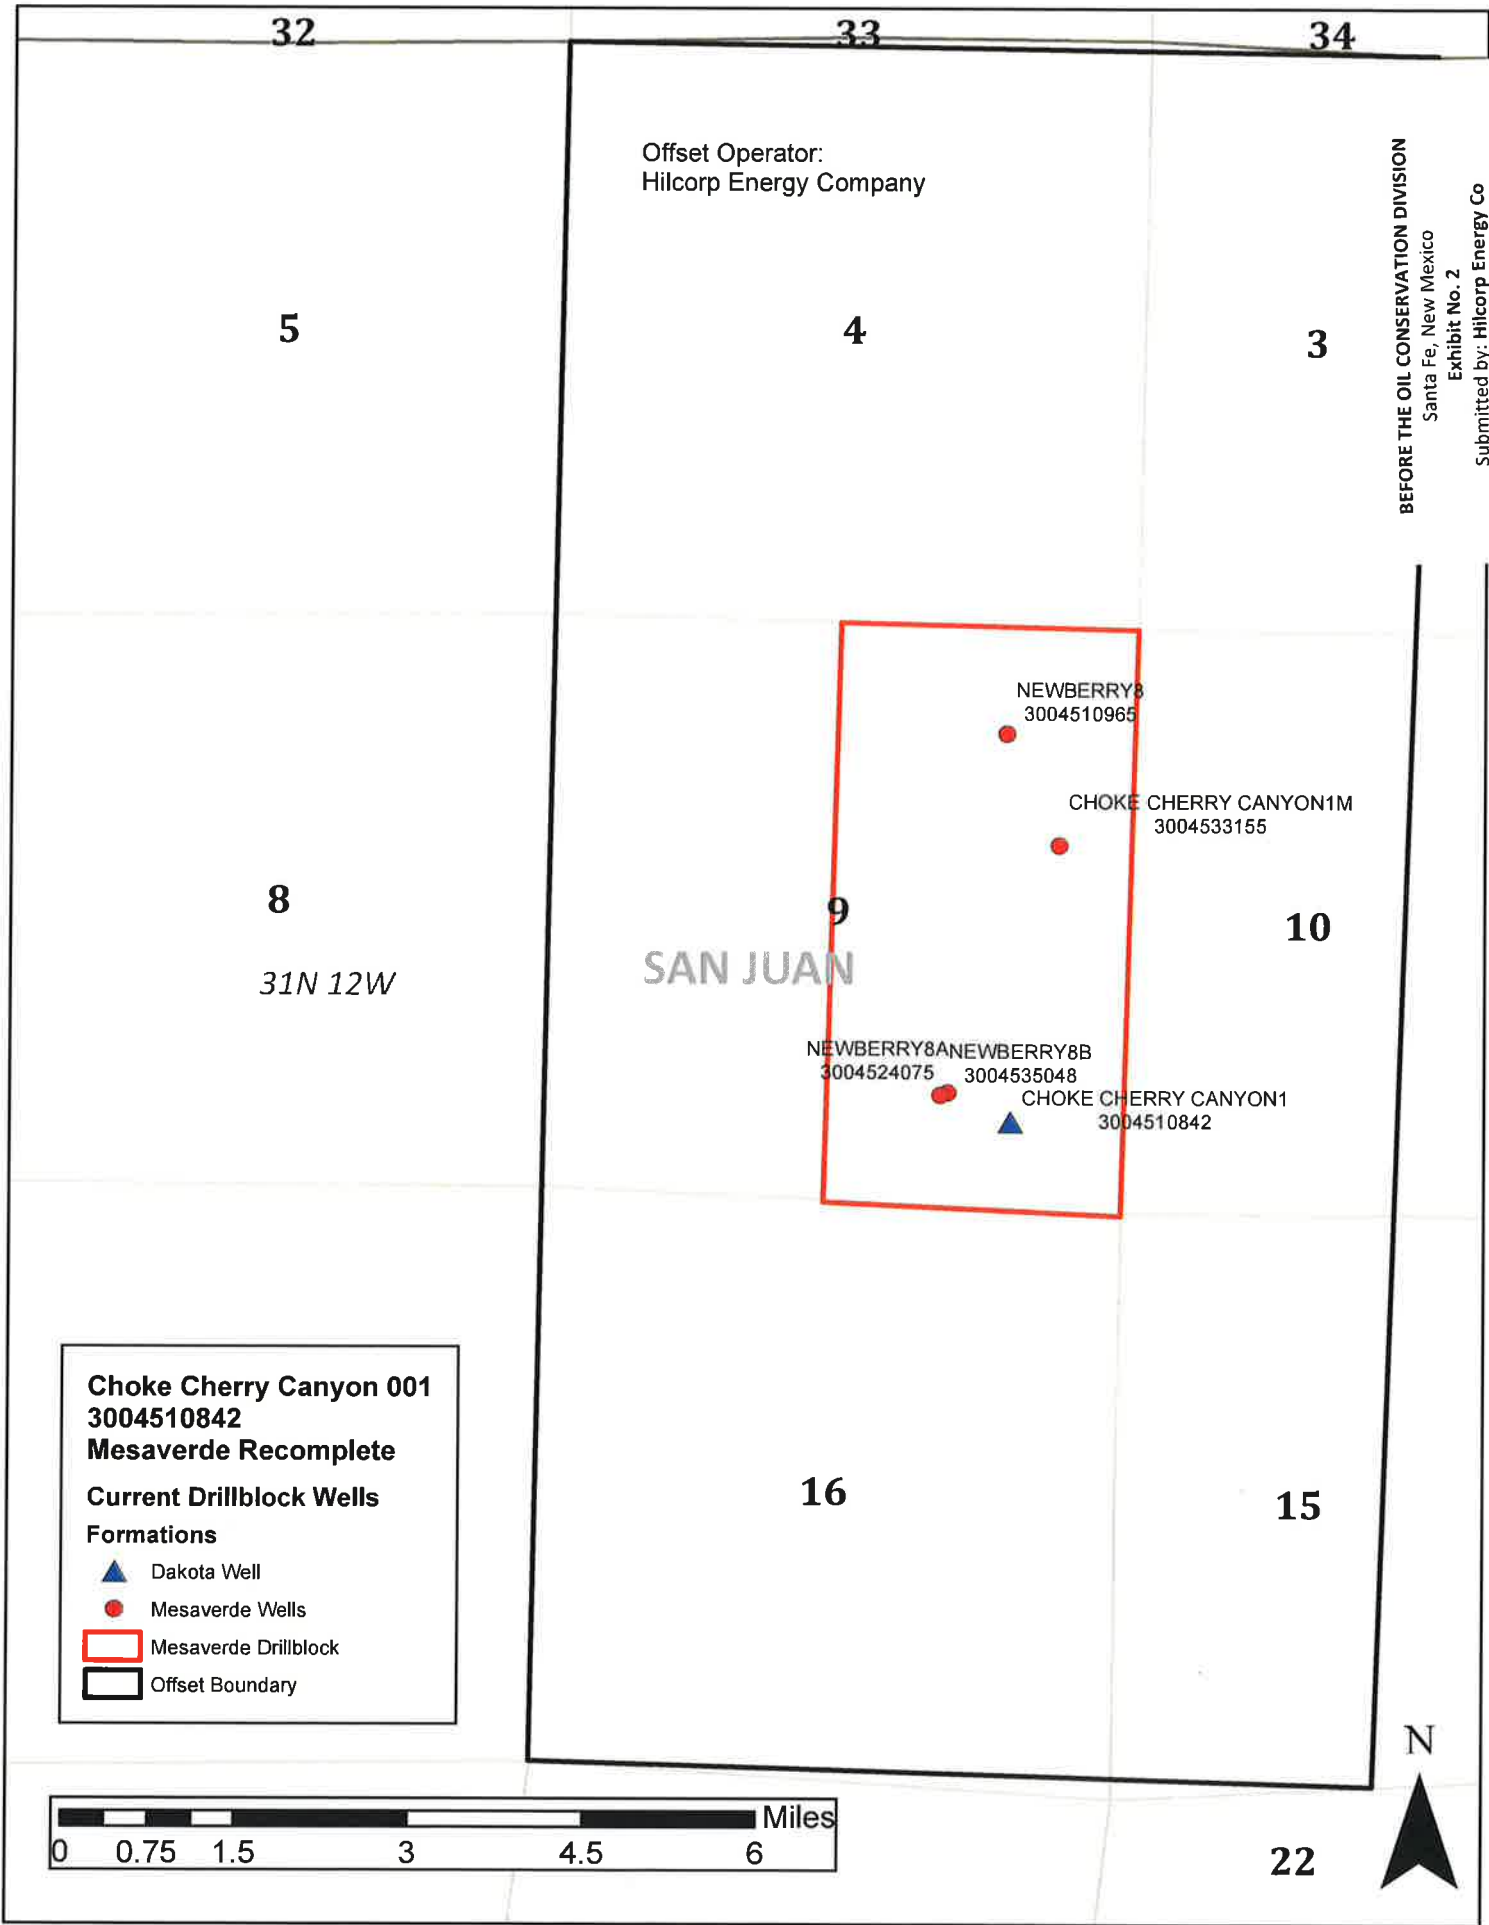 32
33
34
Offset Operator:
Hilcorp Energy Company
BEFORE THE OIL CONSERVATION DIVISION
Santa Fe, New Mexico
Exhibit No. 2
Submitted by: Hilcorp Energy Co
5
4
3
NEWBERRY8
3004510965
CHOKE CHERRY CANYON1M
3004533155
8
9
10
31N 12W
SAN JUAN
NEWBERRY8A
3004524075
NEWBERRY8B
3004535048
CHOKE CHERRY CANYON1
3004510842
Choke Cherry Canyon 001
3004510842
Mesaverde Recomplete
Current Drillblock Wells
Formations
Dakota Well
Mesaverde Wells
Mesaverde Drillblock
Offset Boundary
16
15
N
Miles
0 0.75 1.5 3 4.5 6
22